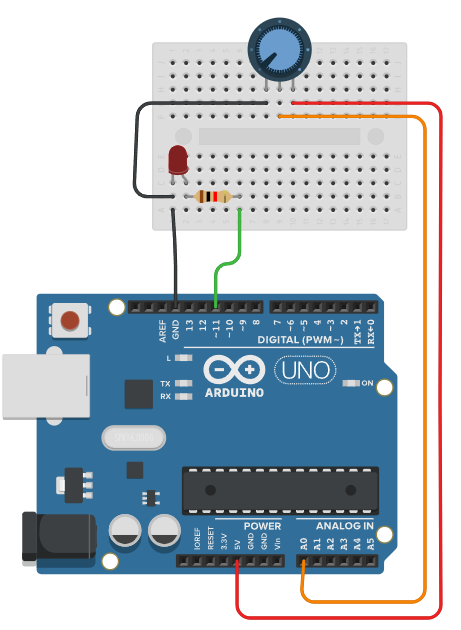 AREF
GND
13
12
~11
~10
~9
8
7
~6
~5
4
~3
2
TX→1
RX←0
DIGITAL (PWM~)
L
TX
RX
ARDUINO
UNO
ON
POWER
ANALOG IN
IOREF
RESET
3.3V
5V
GND
GND
Vin
A0
A1
A2
A3
A4
A5